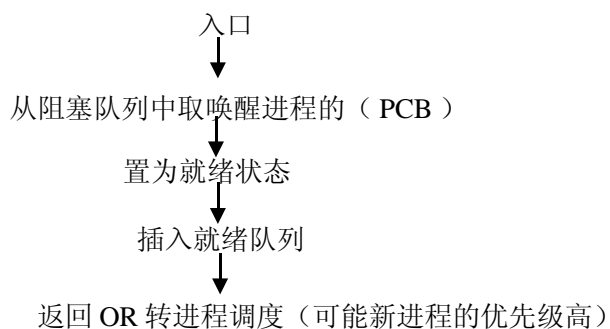 入口
从阻塞队列中取唤醒进程的（ PCB ）
置为就绪状态
插入就绪队列
返回 OR 转进程调度（可能新进程的优先级高）